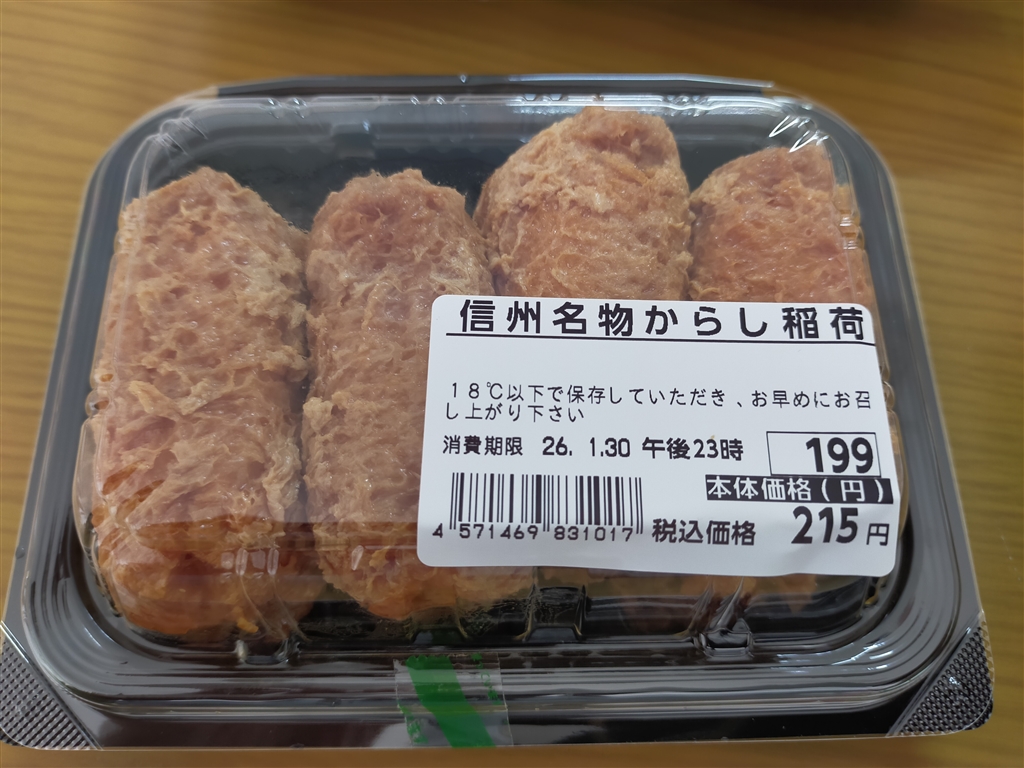 信州名物からし稲荷
18℃以下で保存していただき、お早めにお召
し上がり下さい
消費期限 26. 1.30 午後23時
199
本体価格(円)
4 571469 831017
税込価格 215円